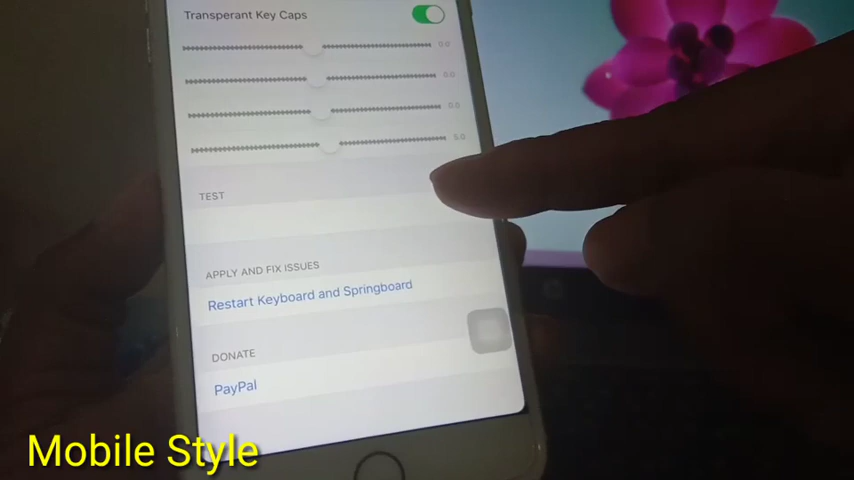 Transperant Key Caps
0.0
0.0
0.0
5.0
TEST
APPLY AND FIX ISSUES
Restart Keyboard and Springboard
DONATE
PayPal
Mobile Style